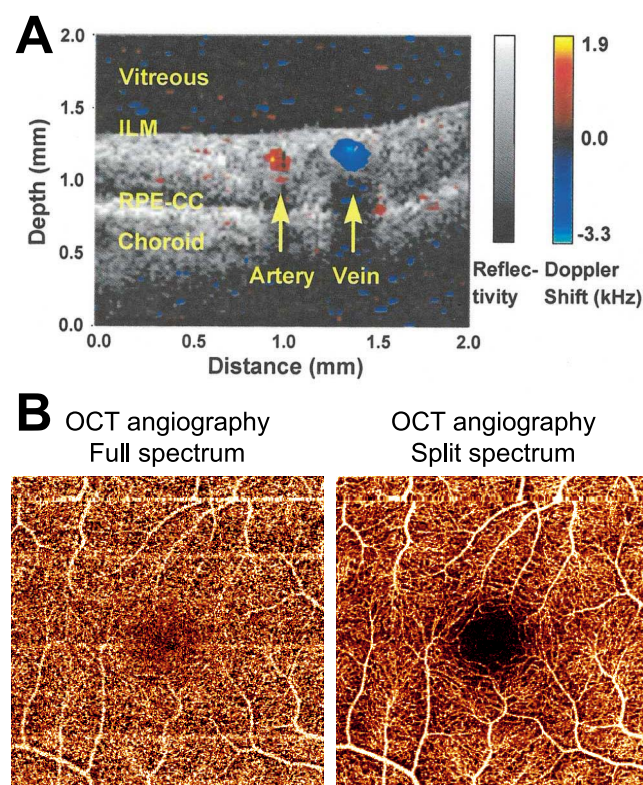 A
2.0
1.5
1.0
0.5
0.0
Depth (mm)
Vitreous
ILM
RPE-CC
Choroid
Artery Vein
0.0 0.5 1.0 1.5 2.0
Distance (mm)
1.9
0.0
-3.3
Reflec-
tivity
Doppler
Shift (kHz)
B
OCT angiography
Full spectrum
OCT angiography
Split spectrum